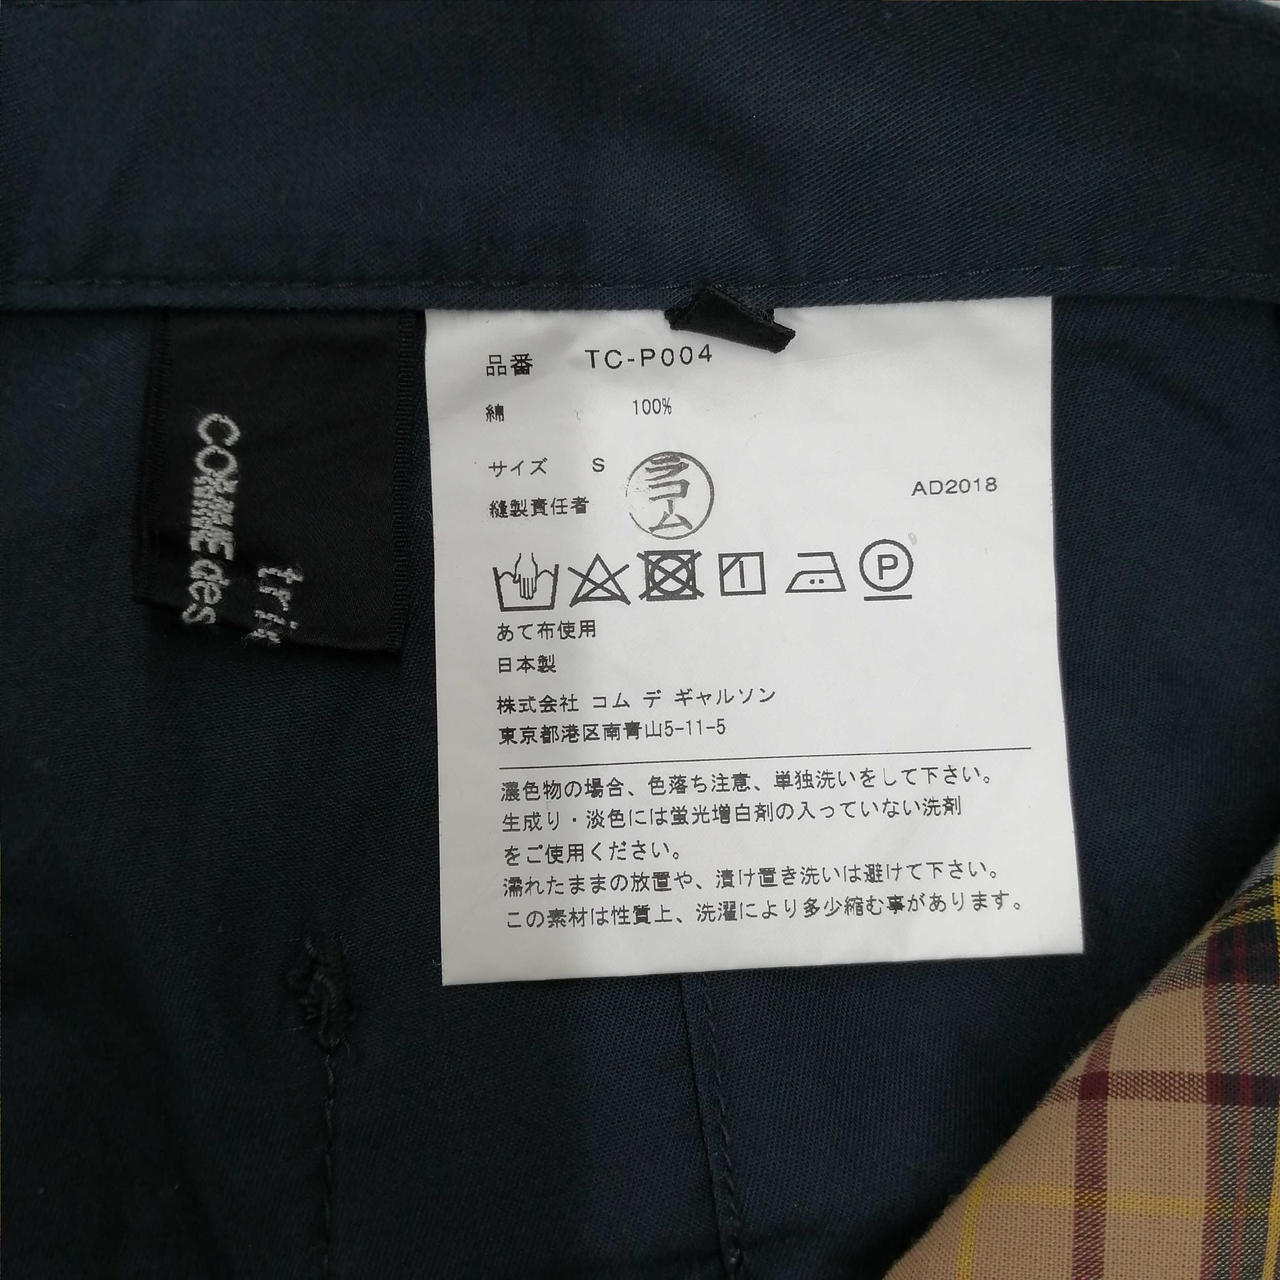 品番 TC-P004
綿 100%
サイズ S
縫製責任者 ラコーム
AD2018
P
あて布使用
日本製
株式会社 コム デ ギャルソン
東京都港区南青山5-11-5
濃色物の場合、色落ち注意、単独洗いをして下さい。
生成り・淡色には蛍光増白剤の入っていない洗剤
をご使用ください。
濡れたままの放置や、漬け置き洗いは避けて下さい。
この素材は性質上、洗濯により多少縮む事があります。
COMME des
tri